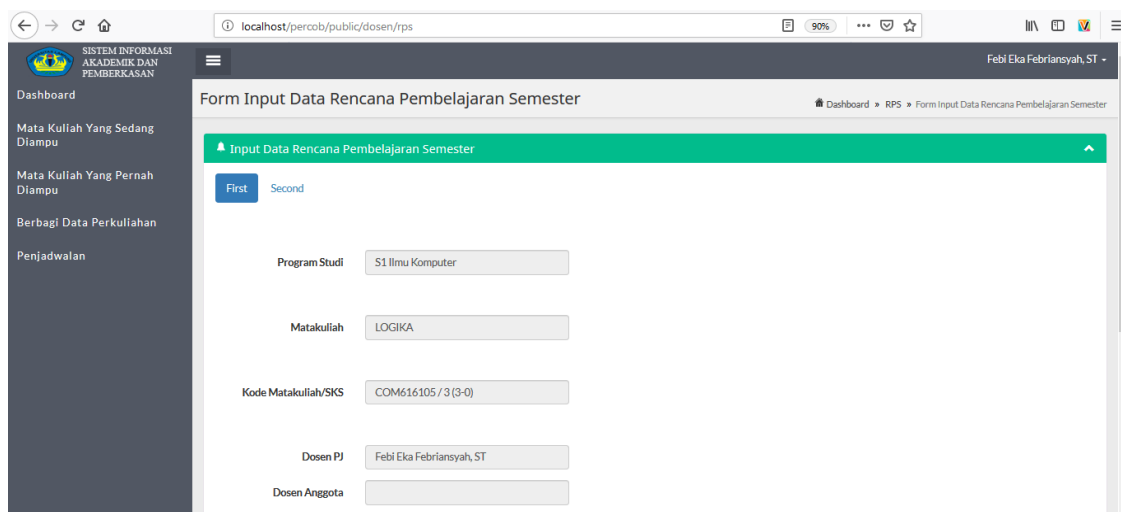 localhost/percob/public/dosen/rps
90%
SISTEM INFORMASI
AKADEMIK DAN
PEMBERKASAN
Febi Eka Febriansyah, ST
Dashboard
Mata Kuliah Yang Sedang
Diampu
Mata Kuliah Yang Pernah
Diampu
Berbagi Data Perkuliahan
Penjadwalan
Form Input Data Rencana Pembelajaran Semester
Dashboard » RPS » Form Input Data Rencana Pembelajaran Semester
Input Data Rencana Pembelajaran Semester
First Second
Program Studi S1 Ilmu Komputer
Matakuliah LOGIKA
Kode Matakuliah/SKS COM616105 / 3 (3-0)
Dosen PJ Febi Eka Febriansyah, ST
Dosen Anggota